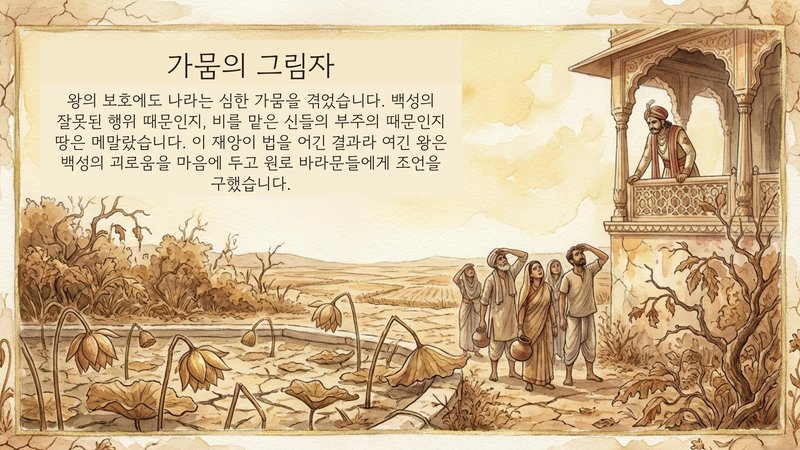 가뭄의 그림자
왕의 보호에도 나라는 심한 가뭄을 겪었습니다. 백성의
잘못된 행위 때문인지, 비를 맡은 신들의 부주의 때문인지
땅은 메말랐습니다. 이 재앙이 법을 어긴 결과라 여긴 왕은
백성의 괴로움을 마음에 두고 원로 바라문들에게 조언을
구했습니다.